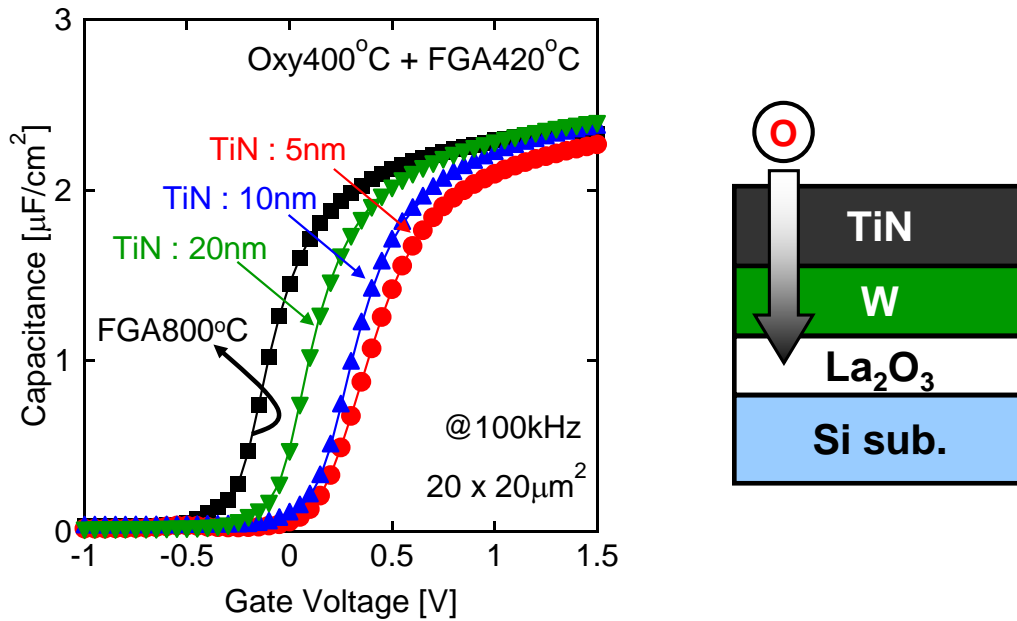 3
2
1
0
Capacitance [μF/cm²]
Oxy400°C + FGA420°C
TiN : 5nm
TiN : 10nm
TiN : 20nm
FGA800°C
@100kHz
20 x 20μm²
-1
-0.5
0
0.5
1
1.5
Gate Voltage [V]
O
TiN
W
La₂O₃
Si sub.